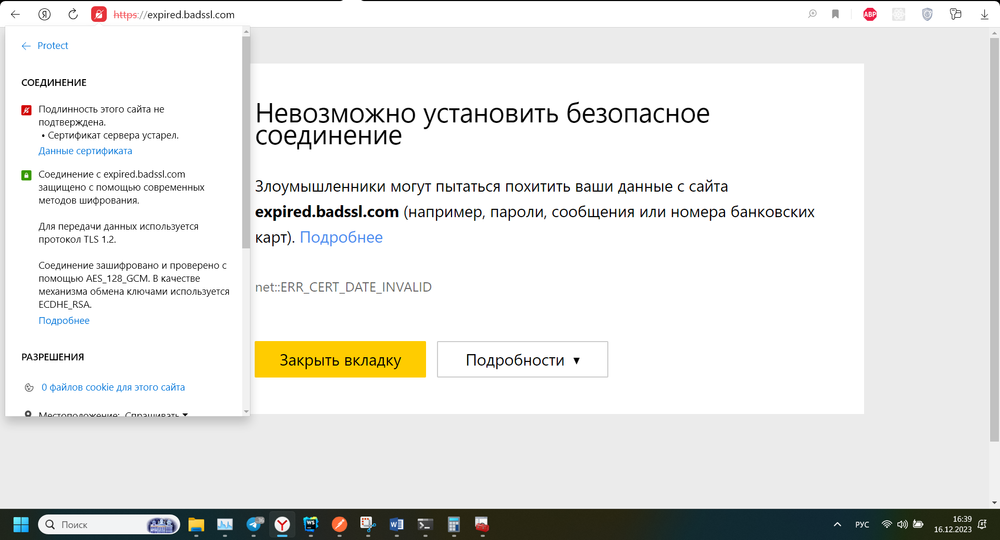 Я
https://expired.badssl.com
ABP
Protect
СОЕДИНЕНИЕ
Подлинность этого сайта не
подтверждена.
• Сертификат сервера устарел.
Данные сертификата
Соединение с expired.badssl.com
защищено с помощью современных
методов шифрования.
Для передачи данных используется
протокол TLS 1.2.
Соединение зашифровано и проверено с
помощью AES_128_GCM. В качестве
механизма обмена ключами используется
ECDHE_RSA.
Подробнее
РАЗРЕШЕНИЯ
0 файлов cookie для этого сайта
Местоположение: Спрашивать
Невозможно установить безопасное
соединение
Злоумышленники могут пытаться похитить ваши данные с сайта
expired.badssl.com (например, пароли, сообщения или номера банковских
карт). Подробнее
net::ERR_CERT_DATE_INVALID
Закрыть вкладку
Подробности ▼
Поиск
..36
Y
WS
W
РУС
16:39
16.12.2023